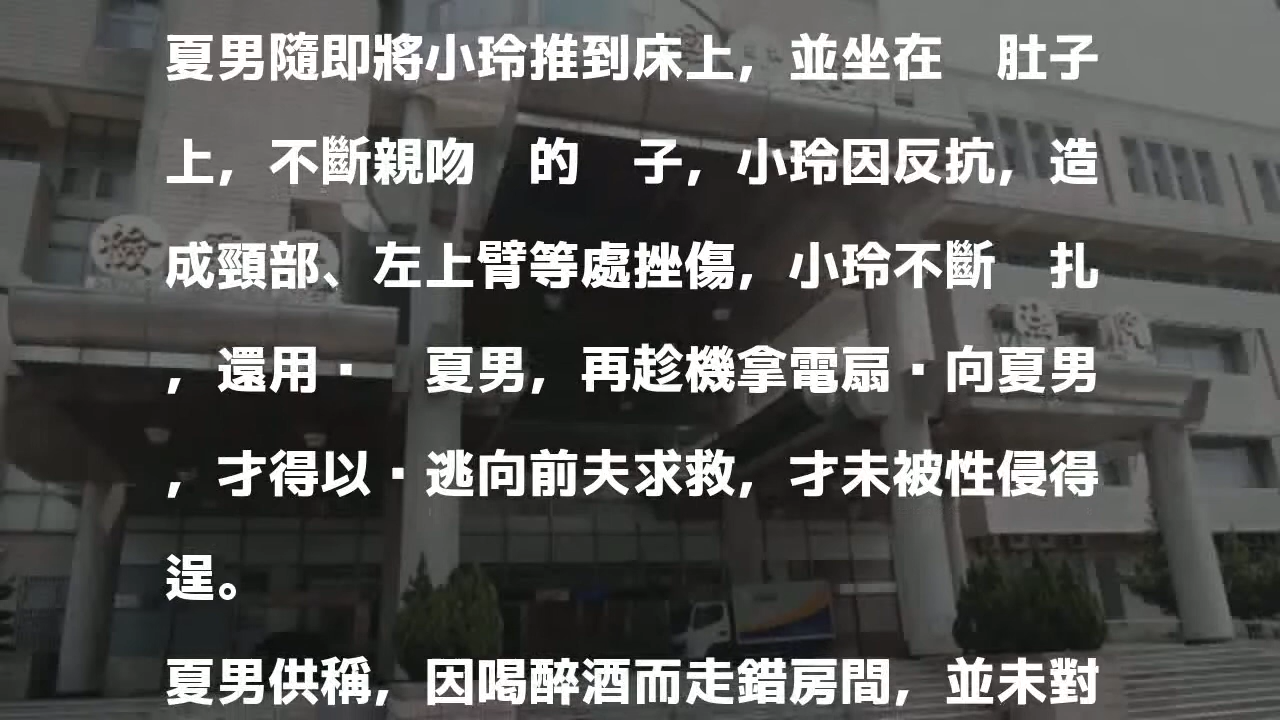 夏男隨即將小玲推到床上，並坐在　肚子
上，不斷親吻　的　子，小玲因反抗，造
成頸部、左上臂等處挫傷，小玲不斷　扎
，還用·　夏男，再趁機拿電扇·向夏男
，才得以·逃向前夫求救，才未被性侵得
逞。
夏男供稱，因喝醉酒而走錯房間，並未對